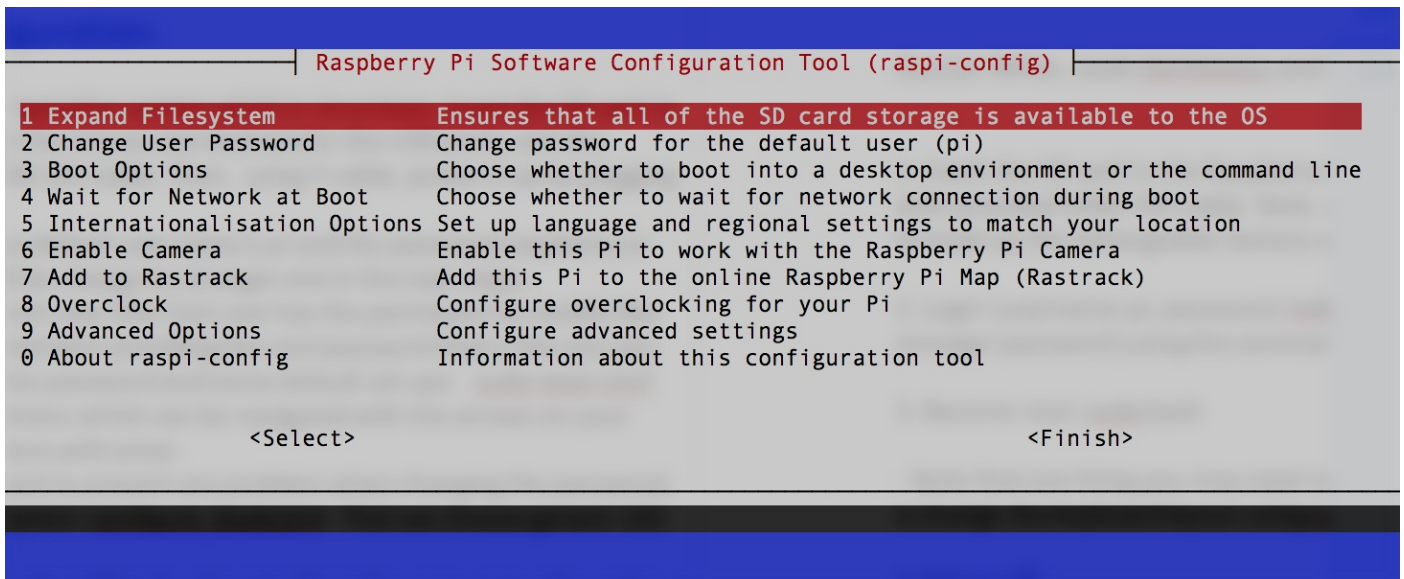 Raspberry Pi Software Configuration Tool (raspi-config)
1 Expand Filesystem Ensures that all of the SD card storage is available to the OS
2 Change User Password Change password for the default user (pi)
3 Boot Options Choose whether to boot into a desktop environment or the command line
4 Wait for Network at Boot Choose whether to wait for network connection during boot
5 Internationalisation Options Set up language and regional settings to match your location
6 Enable Camera Enable this Pi to work with the Raspberry Pi Camera
7 Add to Rastrack Add this Pi to the online Raspberry Pi Map (Rastrack)
8 Overclock Configure overclocking for your Pi
9 Advanced Options Configure advanced settings
0 About raspi-config Information about this configuration tool
<Select> <Finish>